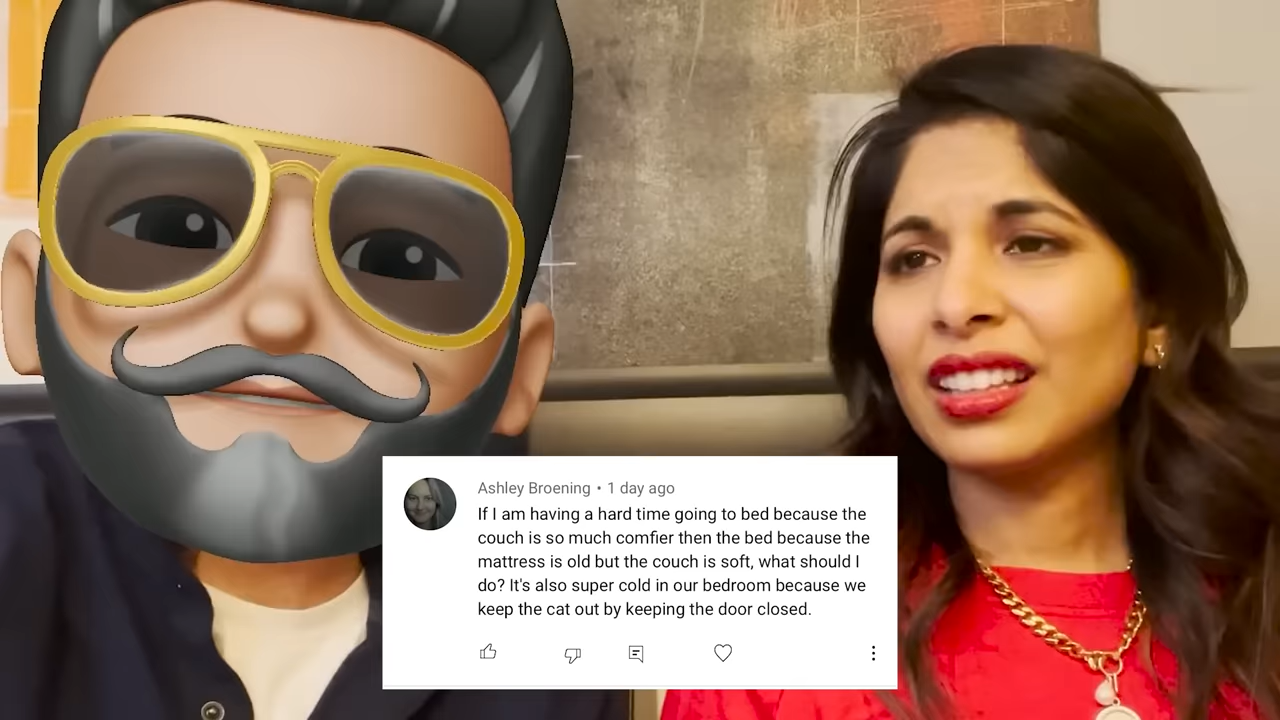 Ashley Broening • 1 day ago
If I am having a hard time going to bed because the
couch is so much comfier then the bed because the
mattress is old but the couch is soft, what should I
do? It's also super cold in our bedroom because we
keep the cat out by keeping the door closed.